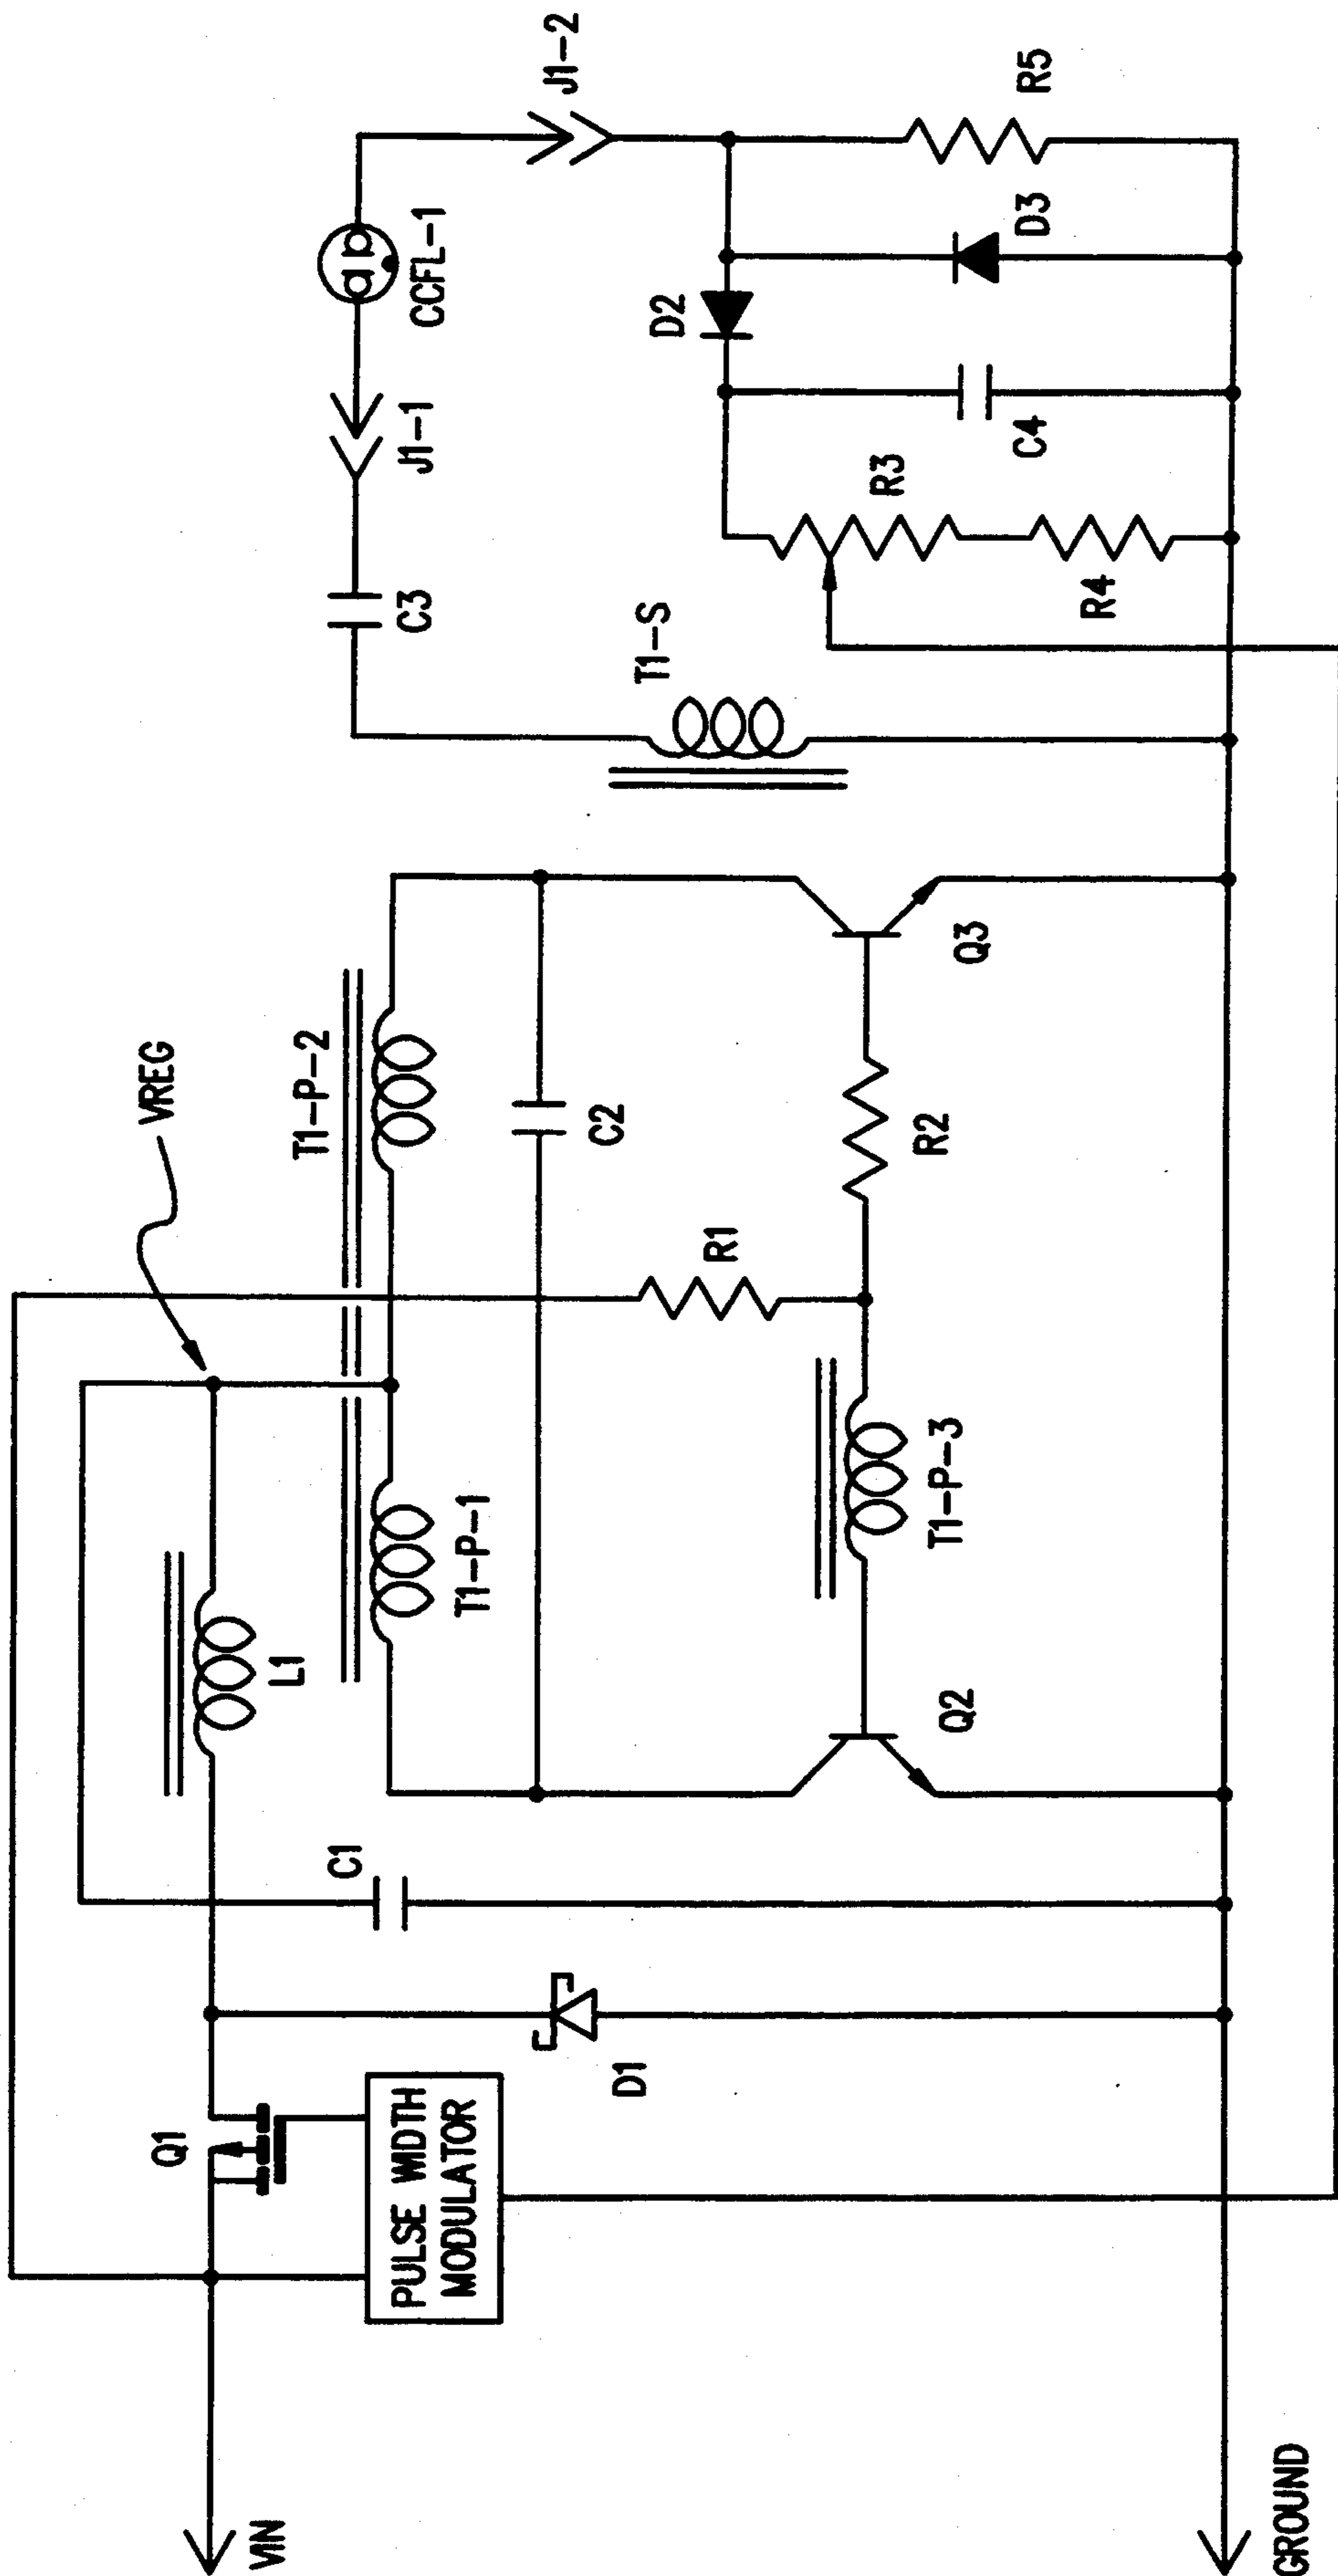 VREG
T1-P-2
CCFL-1
J1-2
J1-1
C3
L1
T1-P-1
T1-S
Q1
C1
C2
R1
D2
R3
D3
R5
C4
R4
VIN
PULSE WIDTH
MODULATOR
D1
Q2
T1-P-3
R2
Q3
GROUND